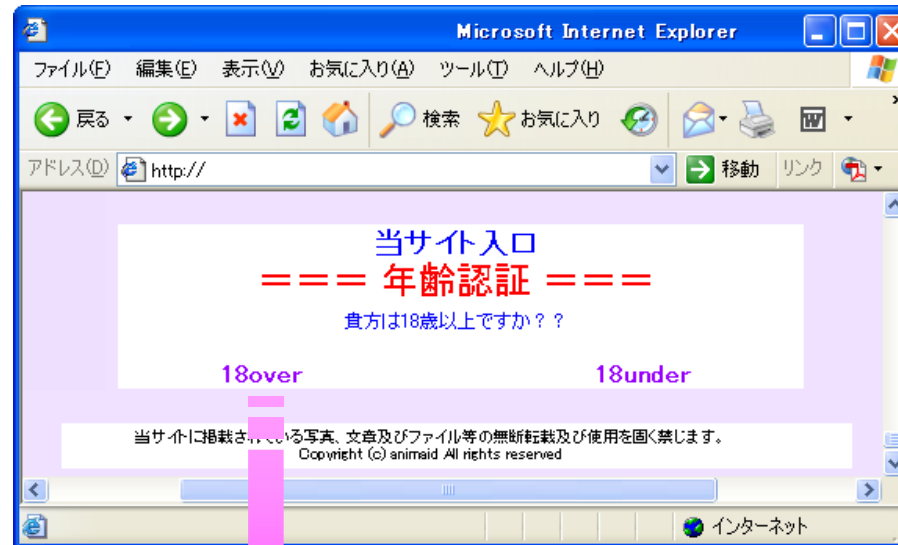 Microsoft Internet Explorer
ファイル(F) 編集(E) 表示(V) お気に入り(A) ツール(T) ヘルプ(H)
戻る 検索 お気に入り
アドレス(D) http:// 移動 リンク
当サイト入口
=== 年齢認証 ===
貴方は18歳以上ですか??
18over 18under
当サイトに掲載されている写真、文章及びファイル等の無断転載及び使用を固く禁じます。
Copyright (c) animaid All rights reserved
インターネット